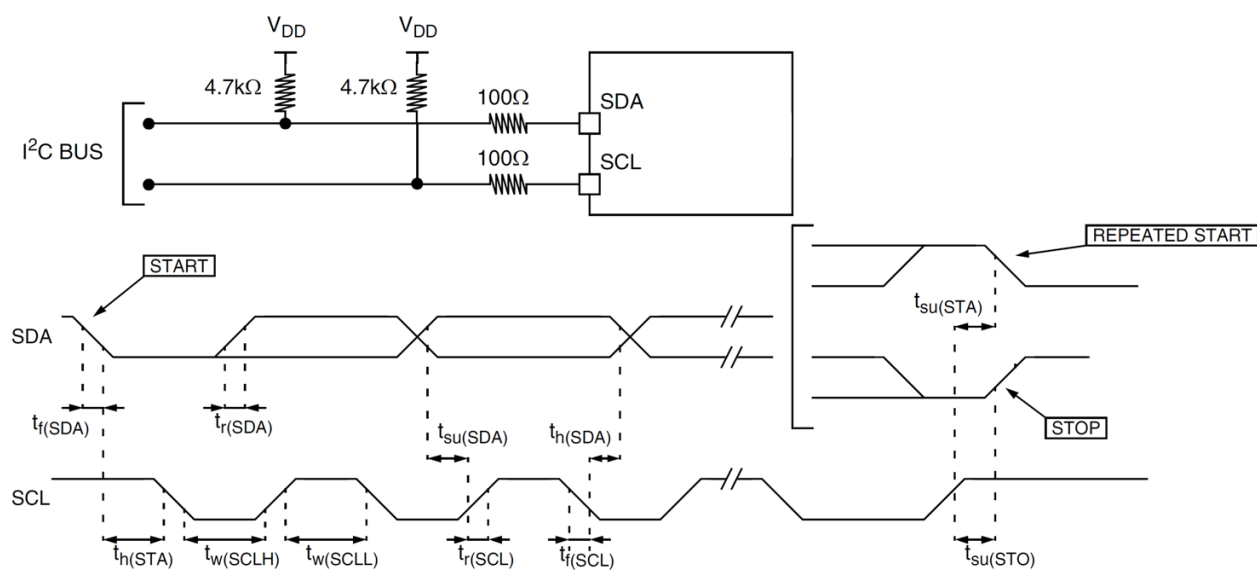 V_DD V_DD
4.7kΩ 4.7kΩ
100Ω
SDA
I²C BUS
100Ω
SCL
REPEATED START
START
t_su(STA)
SDA
t_f(SDA) t_r(SDA)
t_su(SDA) t_h(SDA)
STOP
SCL
t_h(STA) t_w(SCLH) t_w(SCLL) t_r(SCL) t_f(SCL) t_su(STO)